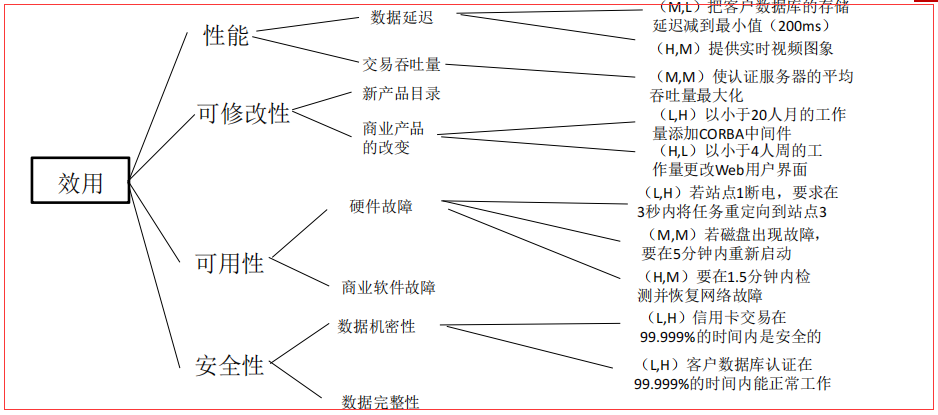 效用
性能
数据延迟
(M,L) 把客户数据库的存储
延迟减到最小值（200ms）
（H,M）提供实时视频图象
交易吞吐量
（M,M）使认证服务器的平均
吞吐量最大化
可修改性
新产品目录
商业产品
的改变
（L,H）以小于20人月的工作
量添加CORBA中间件
（H,L）以小于4人周的工
作量更改Web用户界面
可用性
硬件故障
（L,H）若站点1断电，要求在
3秒内将任务重定向到站点3
（M,M）若磁盘出现故障，
要在5分钟内重新启动
（H,M）要在1.5分钟内检
测并恢复网络故障
商业软件故障
安全性
数据机密性
（L,H）信用卡交易在
99.999%的时间内是安全的
（L,H）客户数据库认证在
99.999%的时间内能正常工作
数据完整性